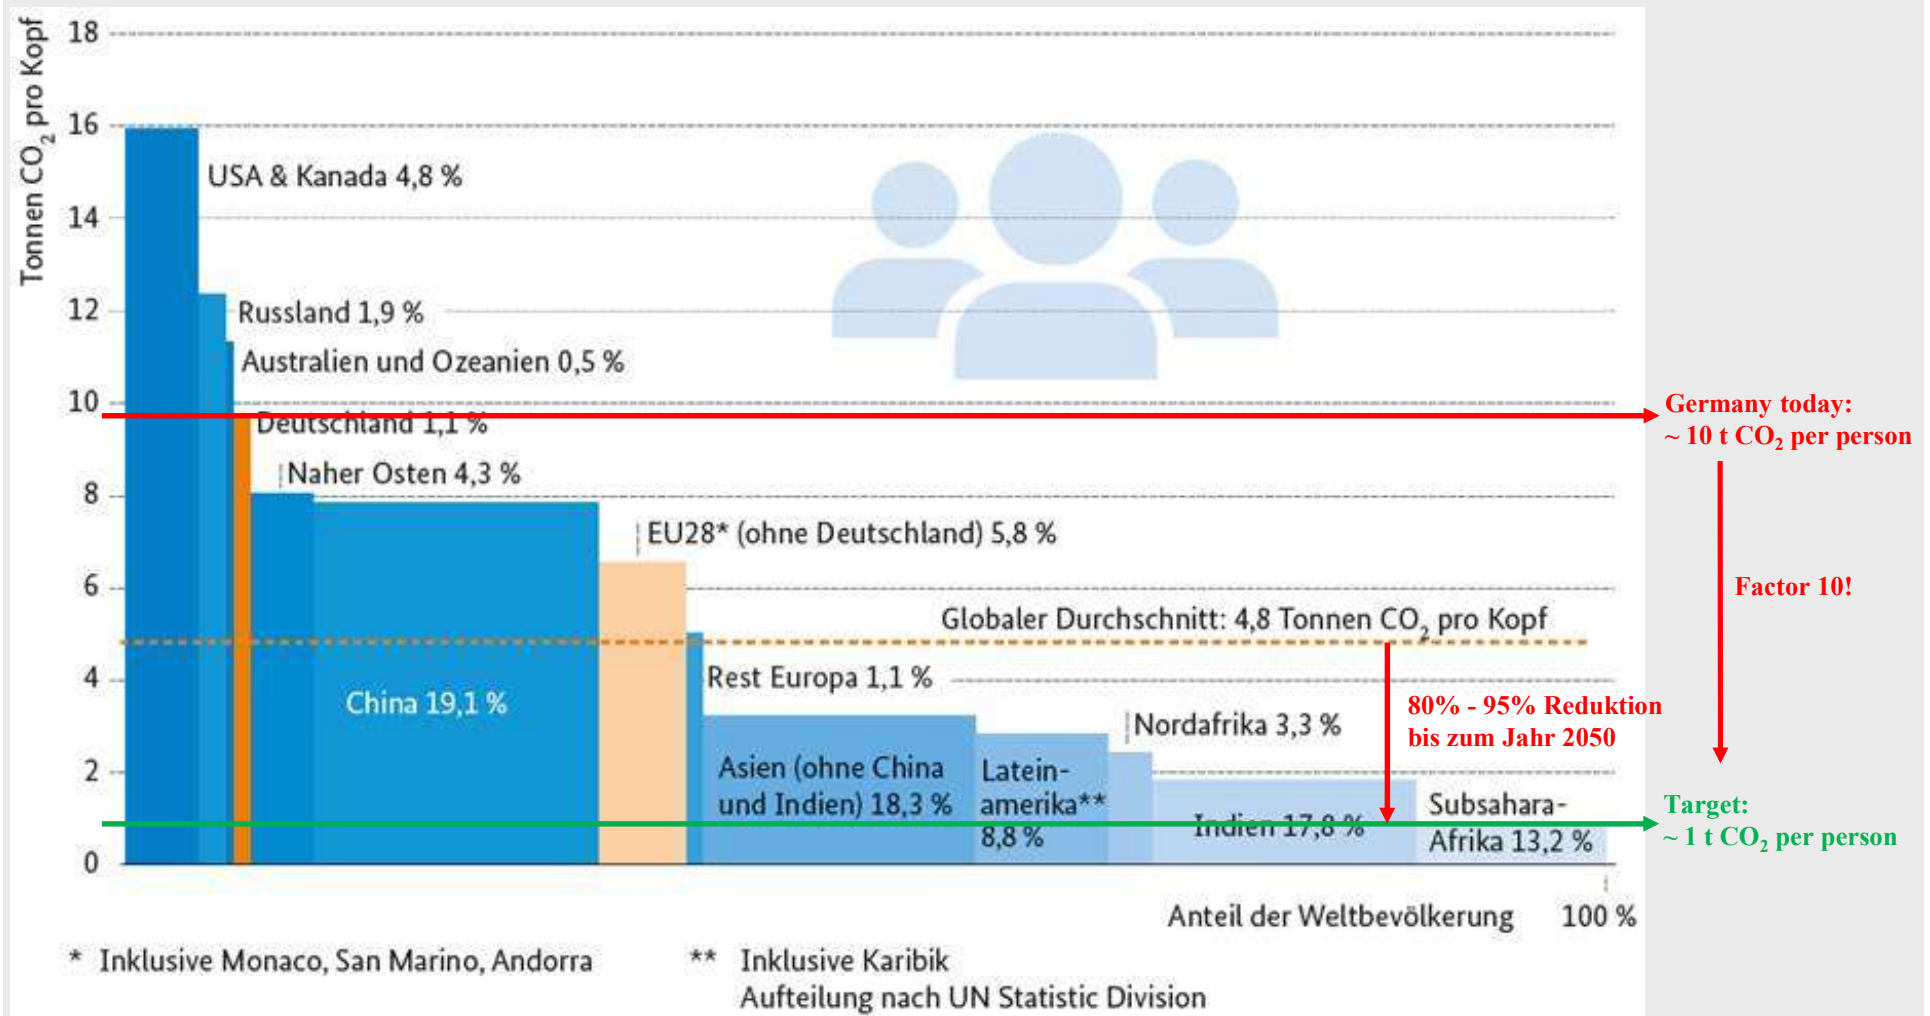 Tonnen CO2 pro Kopf
18
16
14
12
10
8
6
4
2
0
USA & Kanada 4,8 %
Russland 1,9 %
Australien und Ozeanien 0,5 %
Deutschland 1,1 %
Naher Osten 4,3 %
China 19,1 %
EU28* (ohne Deutschland) 5,8 %
Globaler Durchschnitt: 4,8 Tonnen CO2 pro Kopf
Rest Europa 1,1 %
Asien (ohne China
und Indien) 18,3 %
Latein-
amerika**
8,8 %
Nordafrika 3,3 %
Indien 17,8 %
Subsahara-
Afrika 13,2 %
80% - 95% Reduktion
bis zum Jahr 2050
Germany today:
~ 10 t CO2 per person
Factor 10!
Target:
~ 1 t CO2 per person
Anteil der Weltbevölkerung
100 %
* Inklusive Monaco, San Marino, Andorra
** Inklusive Karibik
Aufteilung nach UN Statistic Division